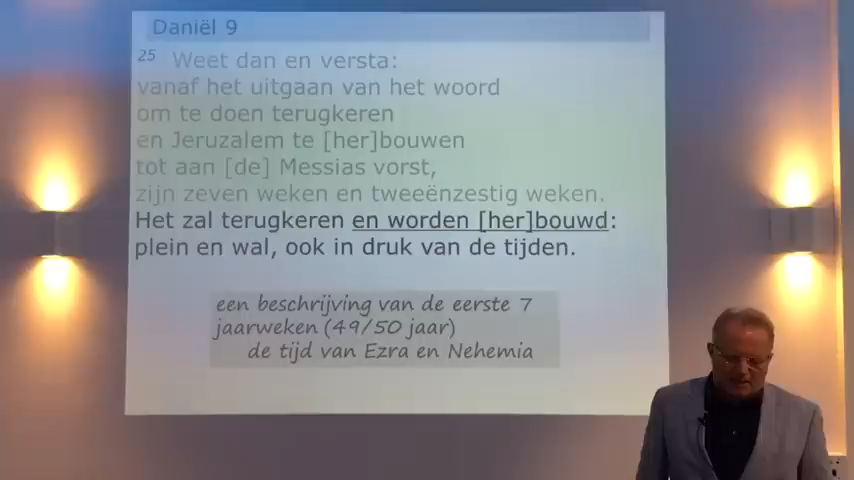 Daniël 9
25 Weet dan en versta:
vanaf het uitgaan van het woord
om te doen terugkeren
en Jeruzalem te [her]bouwen
tot aan [de] Messias vorst,
zijn zeven weken en tweeënzestig weken.
Het zal terugkeren en worden [her]bouwd:
plein en wal, ook in druk van de tijden.
een beschrijving van de eerste 7
jaarweken (49/50 jaar)
de tijd van Ezra en Nehemia